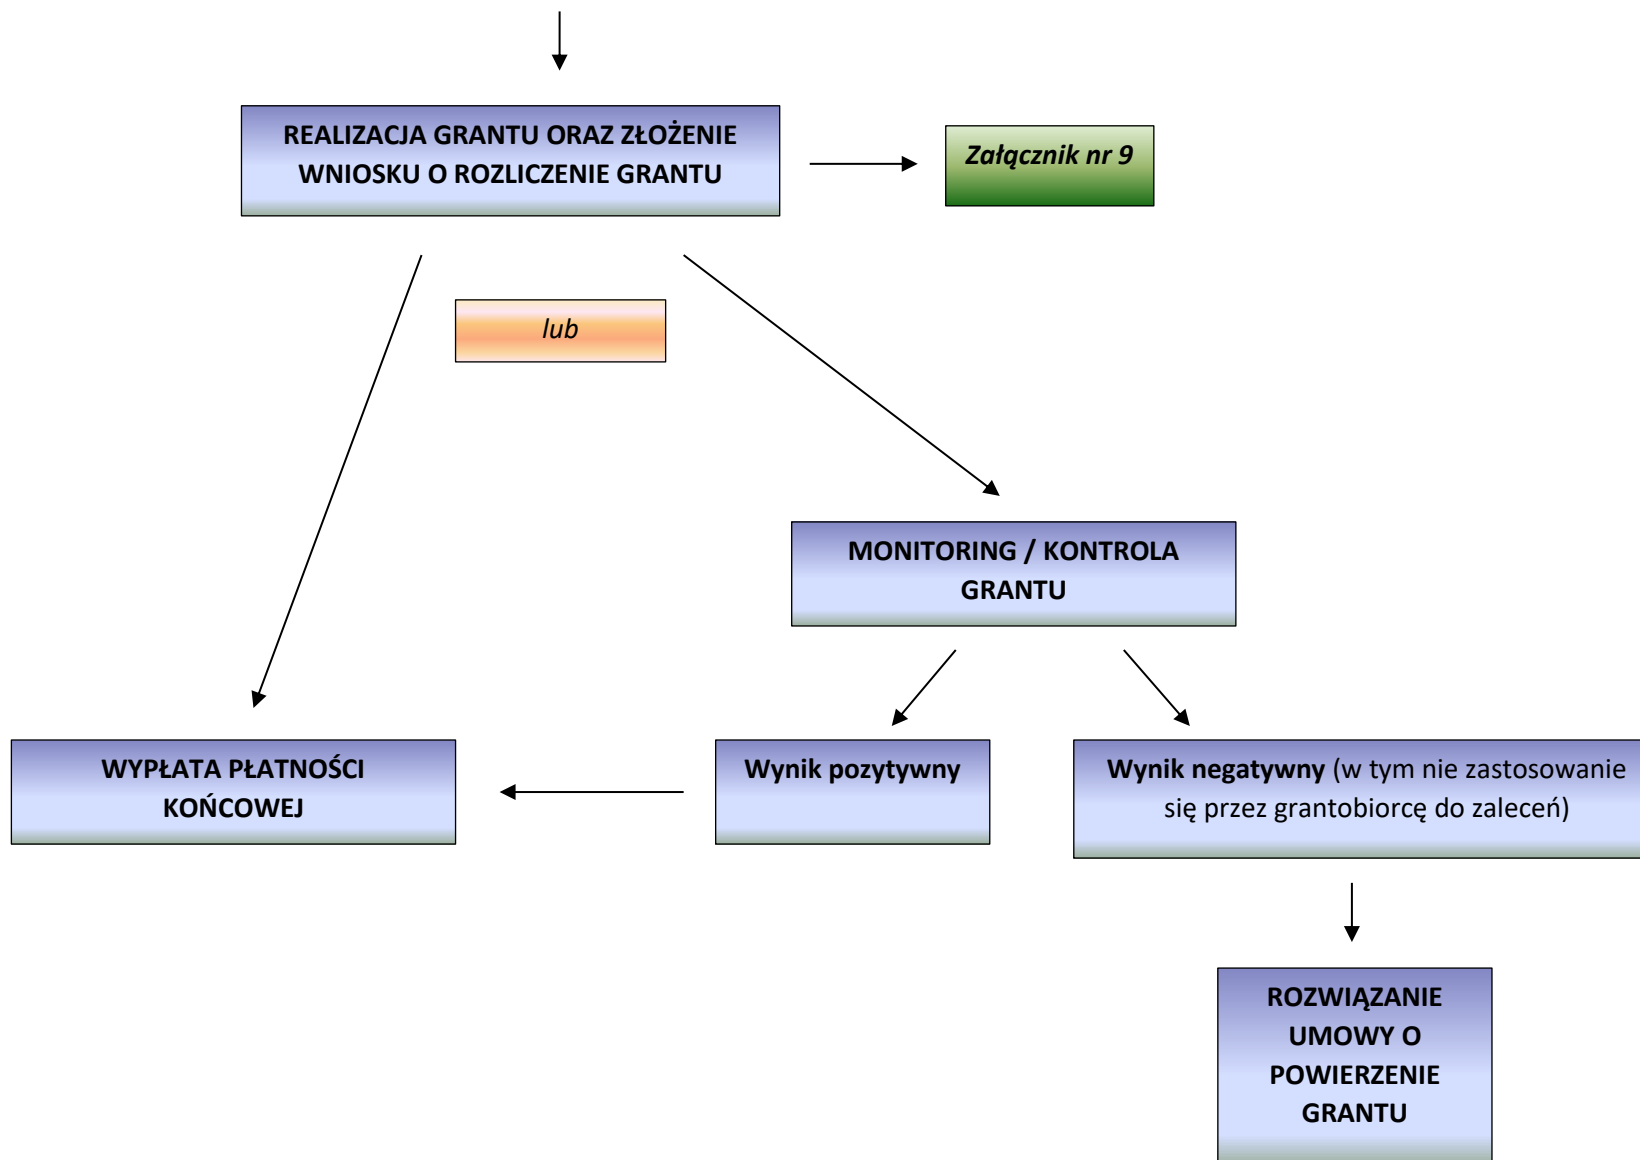 REALIZACJA GRANTU ORAZ ZŁOŻENIE
WNIOSKU O ROZLICZENIE GRANTU
Załącznik nr 9
lub
MONITORING / KONTROLA
GRANTU
WYPŁATA PŁATNOŚCI
KOŃCOWEJ
Wynik pozytywny
Wynik negatywny (w tym nie zastosowanie
się przez grantobiorcę do zaleceń)
ROZWIĄZANIE
UMOWY O
POWIERZENIE
GRANTU